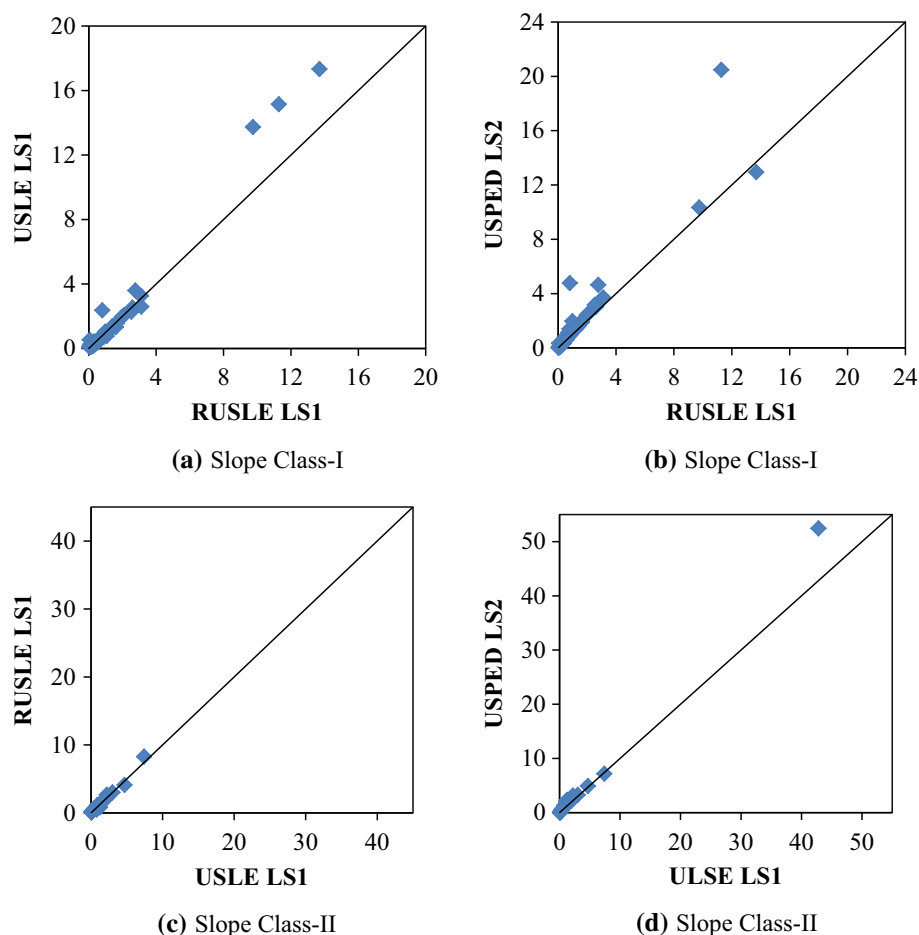 20
16
12
8
4
0
USLE LS1
0 4 8 12 16 20
RUSLE LS1
(a) Slope Class-I
24
20
16
12
8
4
0
USPED LS2
0 4 8 12 16 20 24
RUSLE LS1
(b) Slope Class-I
40
30
20
10
0
RUSLE LS1
0 10 20 30 40
USLE LS1
(c) Slope Class-II
50
40
30
20
10
0
USPED LS2
0 10 20 30 40 50
ULSE LS1
(d) Slope Class-II